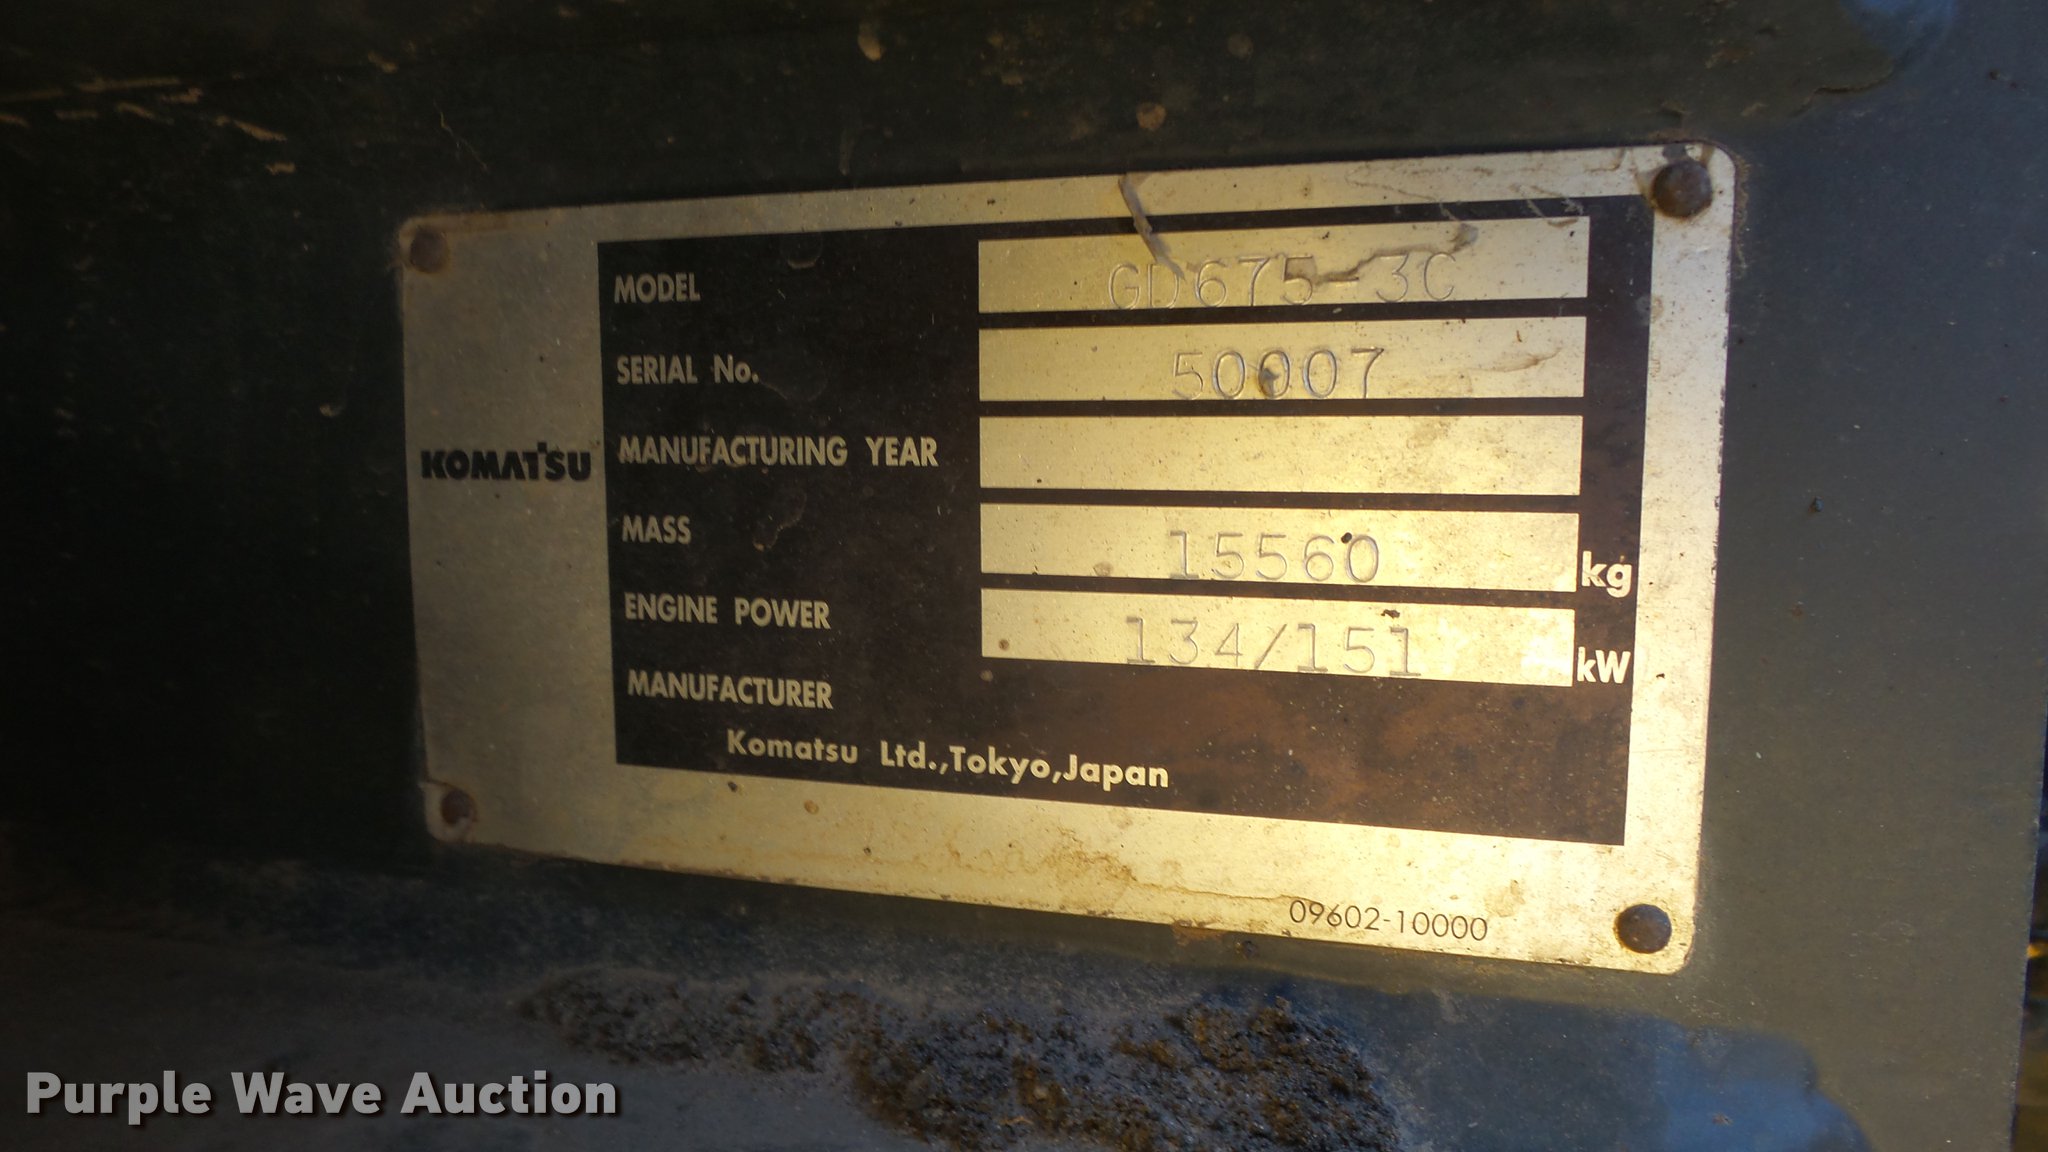 KOMATSU
MODEL GD675-3C
SERIAL No. 50007
MANUFACTURING YEAR
MASS 15560 kg
ENGINE POWER 134/151 kW
MANUFACTURER
Komatsu Ltd.,Tokyo,Japan
09602-10000
Purple Wave Auction